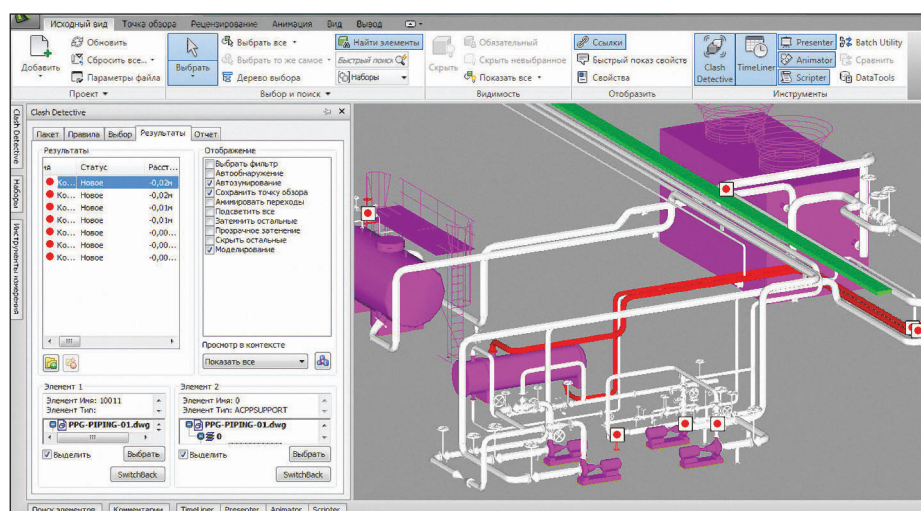 Исходный вид Точка обзора Рецензирование Анимация Вид Вывод
Добавить
Обновить
Сбросить все...
Параметры файла
Проект
Выбрать
Выбрать все
Выбрать то же самое
Дерево выбора
Найти элементы
Быстрый поиск
Наборы
Выбор и поиск
Скрыть
Обязательный
Скрыть невыбранное
Показать все
Видимость
Ссылки
Быстрый показ свойств
Свойства
Отобразить
Clash Detective
TimeLiner
Presenter
Animator
Scripter
Batch Utility
Сравнить
DataTools
Инструменты
Clash Detective
Наборы
Инструменты измерения
Clash Detective
Пакет Правила Выбор Результаты Отчет
Результаты
ия Статус Расст...
Ко... Новое -0,02м
Ко... Новое -0,02м
Ко... Новое -0,01м
Ко... Новое -0,01м
Ко... Новое -0,00...
Ко... Новое -0,00...
Ко... Новое -0,00...
Отображение
Выбрать фильтр
Автообнаружение
Автозумирование
Сохранить точку обзора
Анимировать переходы
Подсветить все
Затемнить остальные
Прозрачное затенение
Скрыть остальные
Моделирование
Просмотр в контексте
Показать все
Элемент 1
Элемент Имя: 10011
Элемент Тип:
PPG-PIPING-01.dwg
Выделить Выбрать
SwitchBack
Элемент 2
Элемент Имя: 0
Элемент Тип: ACPPSUPPORT
PPG-PIPING-01.dwg
0
Выделить Выбрать
SwitchBack
Поиск элементов Комментарии TimeLiner Presenter Animator Scripter